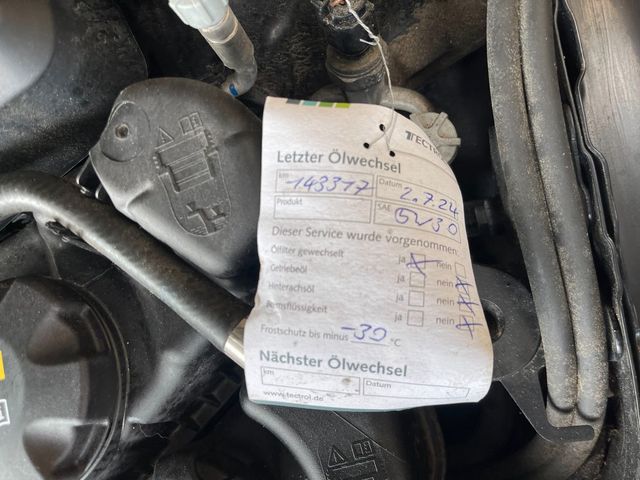 TECTROL
Letzter Ölwechsel
km 143317 Datum 2.7.24
Produkt SAE 5W30
Dieser Service wurde vorgenommen:
Ölfilter gewechselt ja nein
Getriebeöl ja nein
Hinterachsöl ja nein
Bremsflüssigkeit ja nein
Frostschutz bis minus -30 °C
Nächster Ölwechsel
km Datum
www.tectrol.de